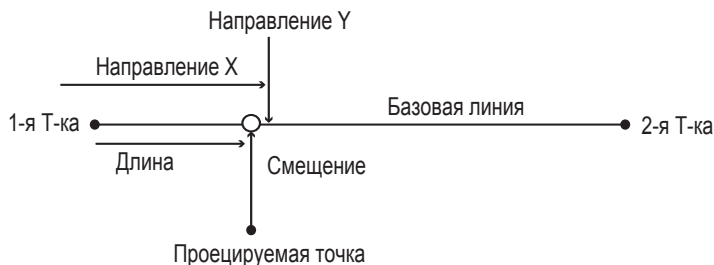 Направление Y
Направление X
Базовая линия
1-я Т-ка
2-я Т-ка
Длина
Смещение
Проецируемая точка